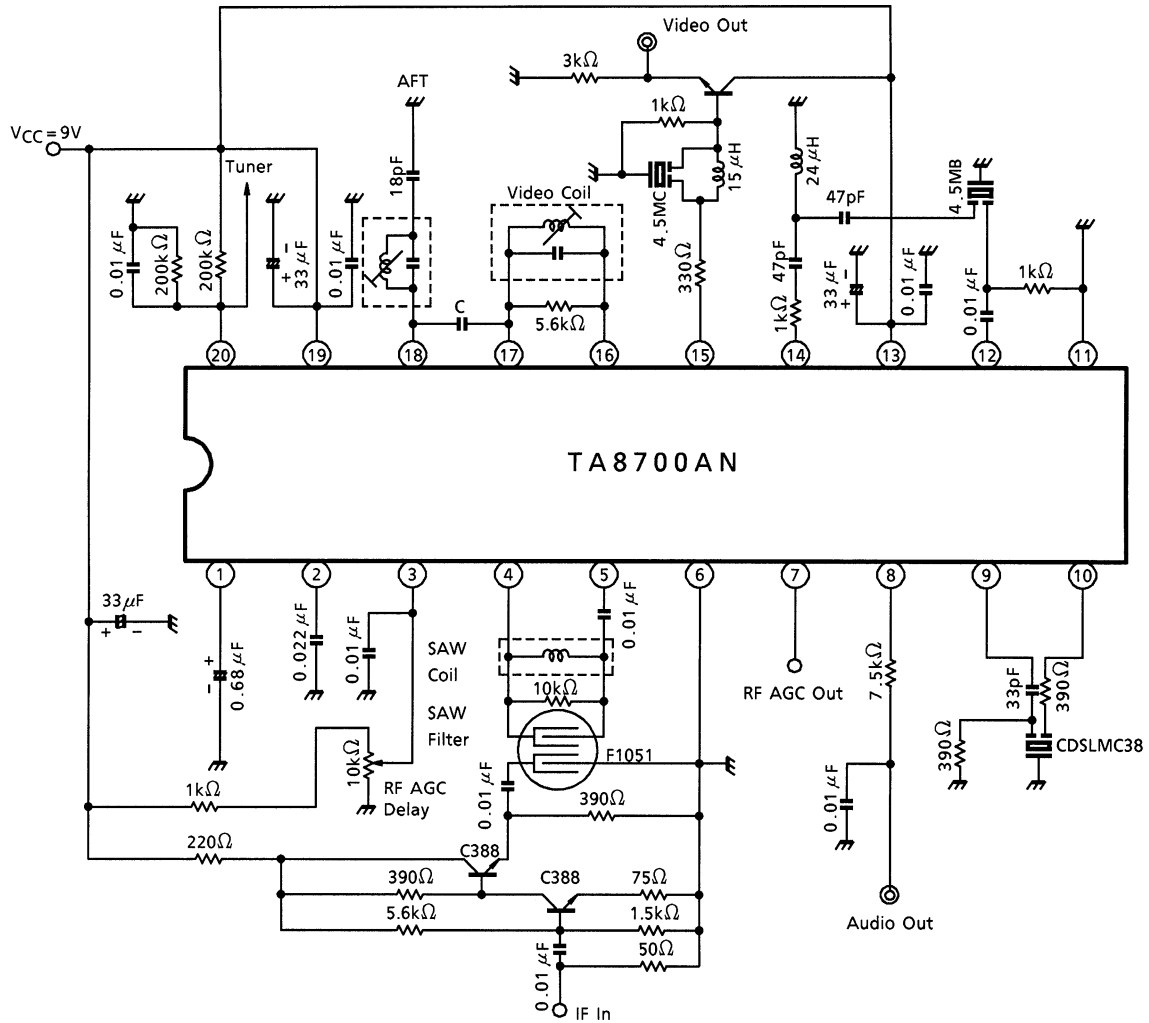 Video Out
3kΩ
AFT
1kΩ
VCC=9V
Tuner
18pF
15μH
24μH
4.5MB
4.5MC
Video Coil
47pF
0.01μF
200kΩ
200kΩ
33μF
+ −
0.01μF
330Ω
47pF
33μF
+ −
0.01μF
1kΩ
C
5.6kΩ
1kΩ
0.01μF
20 19 18 17 16 15 14 13 12 11
TA8700AN
1 2 3 4 5 6 7 8 9 10
33μF
+ −
+
−
0.68μF
0.022μF
0.01μF
SAW
Coil
0.01μF
10kΩ
RF AGC Out
7.5kΩ
33pF
390Ω
SAW
Filter
F1051
390Ω
CDSLMC38
10kΩ
RF AGC
Delay
1kΩ
0.01μF
390Ω
0.01μF
220Ω
C388
390Ω
C388
75Ω
5.6kΩ
1.5kΩ
Audio Out
0.01μF
50Ω
IF In